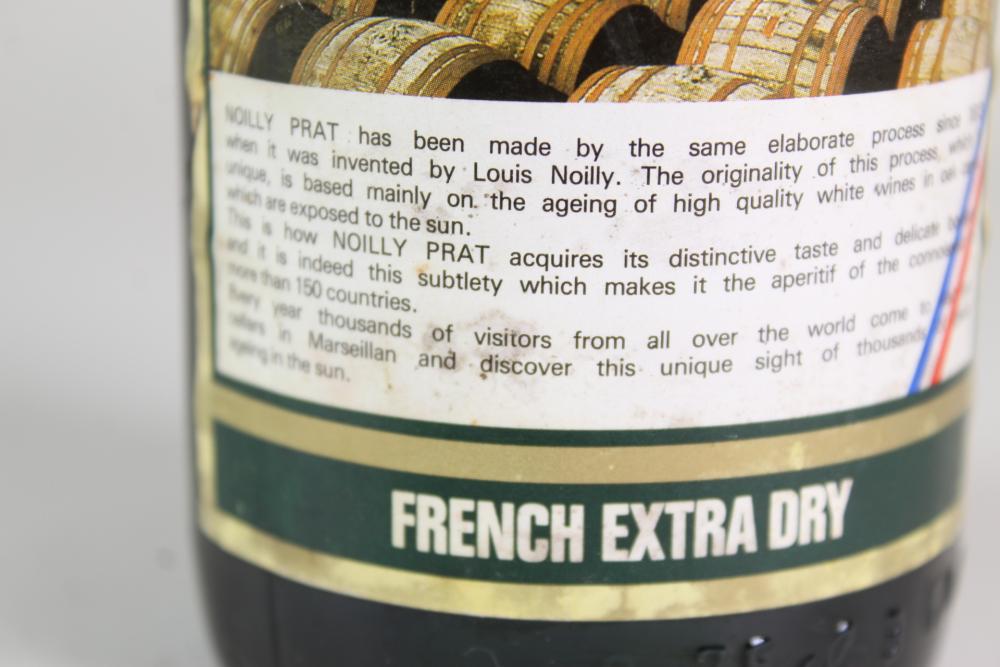 NOILLY PRAT has been made by the same elaborate process since
when it was invented by Louis Noilly. The originality of this process, which
unique, is based mainly on the ageing of high quality white wines in oak
which are exposed to the sun.
This is how NOILLY PRAT acquires its distinctive taste and delicate
and it is indeed this subtlety which makes it the aperitif of the
more than 150 countries.
Every year thousands of visitors from all over the world come
cellars in Marseillan and discover this unique sight of thousands
ageing in the sun.
FRENCH EXTRA DRY